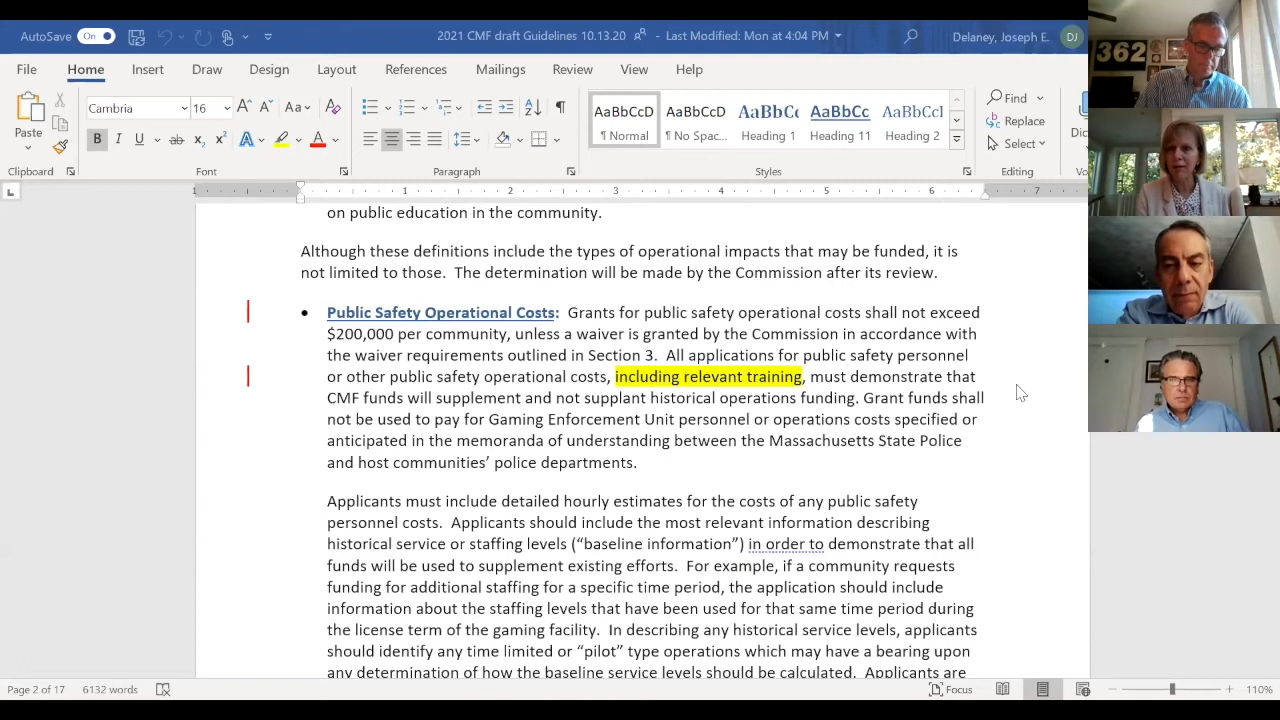 AutoSave On
2021 CMF draft Guidelines 10.13.20 - Last Modified: Mon at 4:04 PM
Delaney, Joseph E. DJ
File Home Insert Draw Design Layout References Mailings Review View Help
Paste
Clipboard
Cambria 16
Aa
B I U ab x₂ x² A A
Font
Paragraph
AaBbCcD AaBbCcD AaBbCc AaBbCc AaBbCcI
¶ Normal ¶ No Spac... Heading 1 Heading 11 Heading 2
Styles
Find
Replace
Select
Editing
Dic
Vo
362
1 1 2 3 4 5 6 7
on public education in the community.
Although these definitions include the types of operational impacts that may be funded, it is
not limited to those. The determination will be made by the Commission after its review.
• Public Safety Operational Costs: Grants for public safety operational costs shall not exceed
$200,000 per community, unless a waiver is granted by the Commission in accordance with
the waiver requirements outlined in Section 3. All applications for public safety personnel
or other public safety operational costs, including relevant training, must demonstrate that
CMF funds will supplement and not supplant historical operations funding. Grant funds shall
not be used to pay for Gaming Enforcement Unit personnel or operations costs specified or
anticipated in the memoranda of understanding between the Massachusetts State Police
and host communities’ police departments.
Applicants must include detailed hourly estimates for the costs of any public safety
personnel costs. Applicants should include the most relevant information describing
historical service or staffing levels (“baseline information”) in order to demonstrate that all
funds will be used to supplement existing efforts. For example, if a community requests
funding for additional staffing for a specific time period, the application should include
information about the staffing levels that have been used for that same time period during
the license term of the gaming facility. In describing any historical service levels, applicants
should identify any time limited or “pilot” type operations which may have a bearing upon
any determination of how the baseline service levels should be calculated. Applicants are
Page 2 of 17 6132 words
Focus
110%